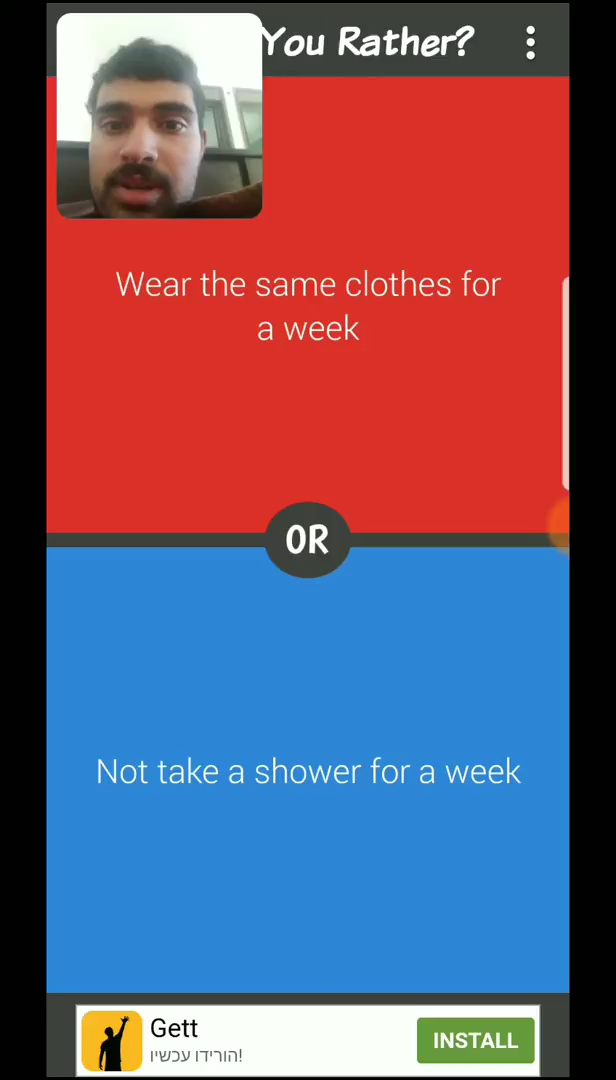 You Rather?
Wear the same clothes for
a week
OR
Not take a shower for a week
Gett
הורידו עכשיו!
INSTALL